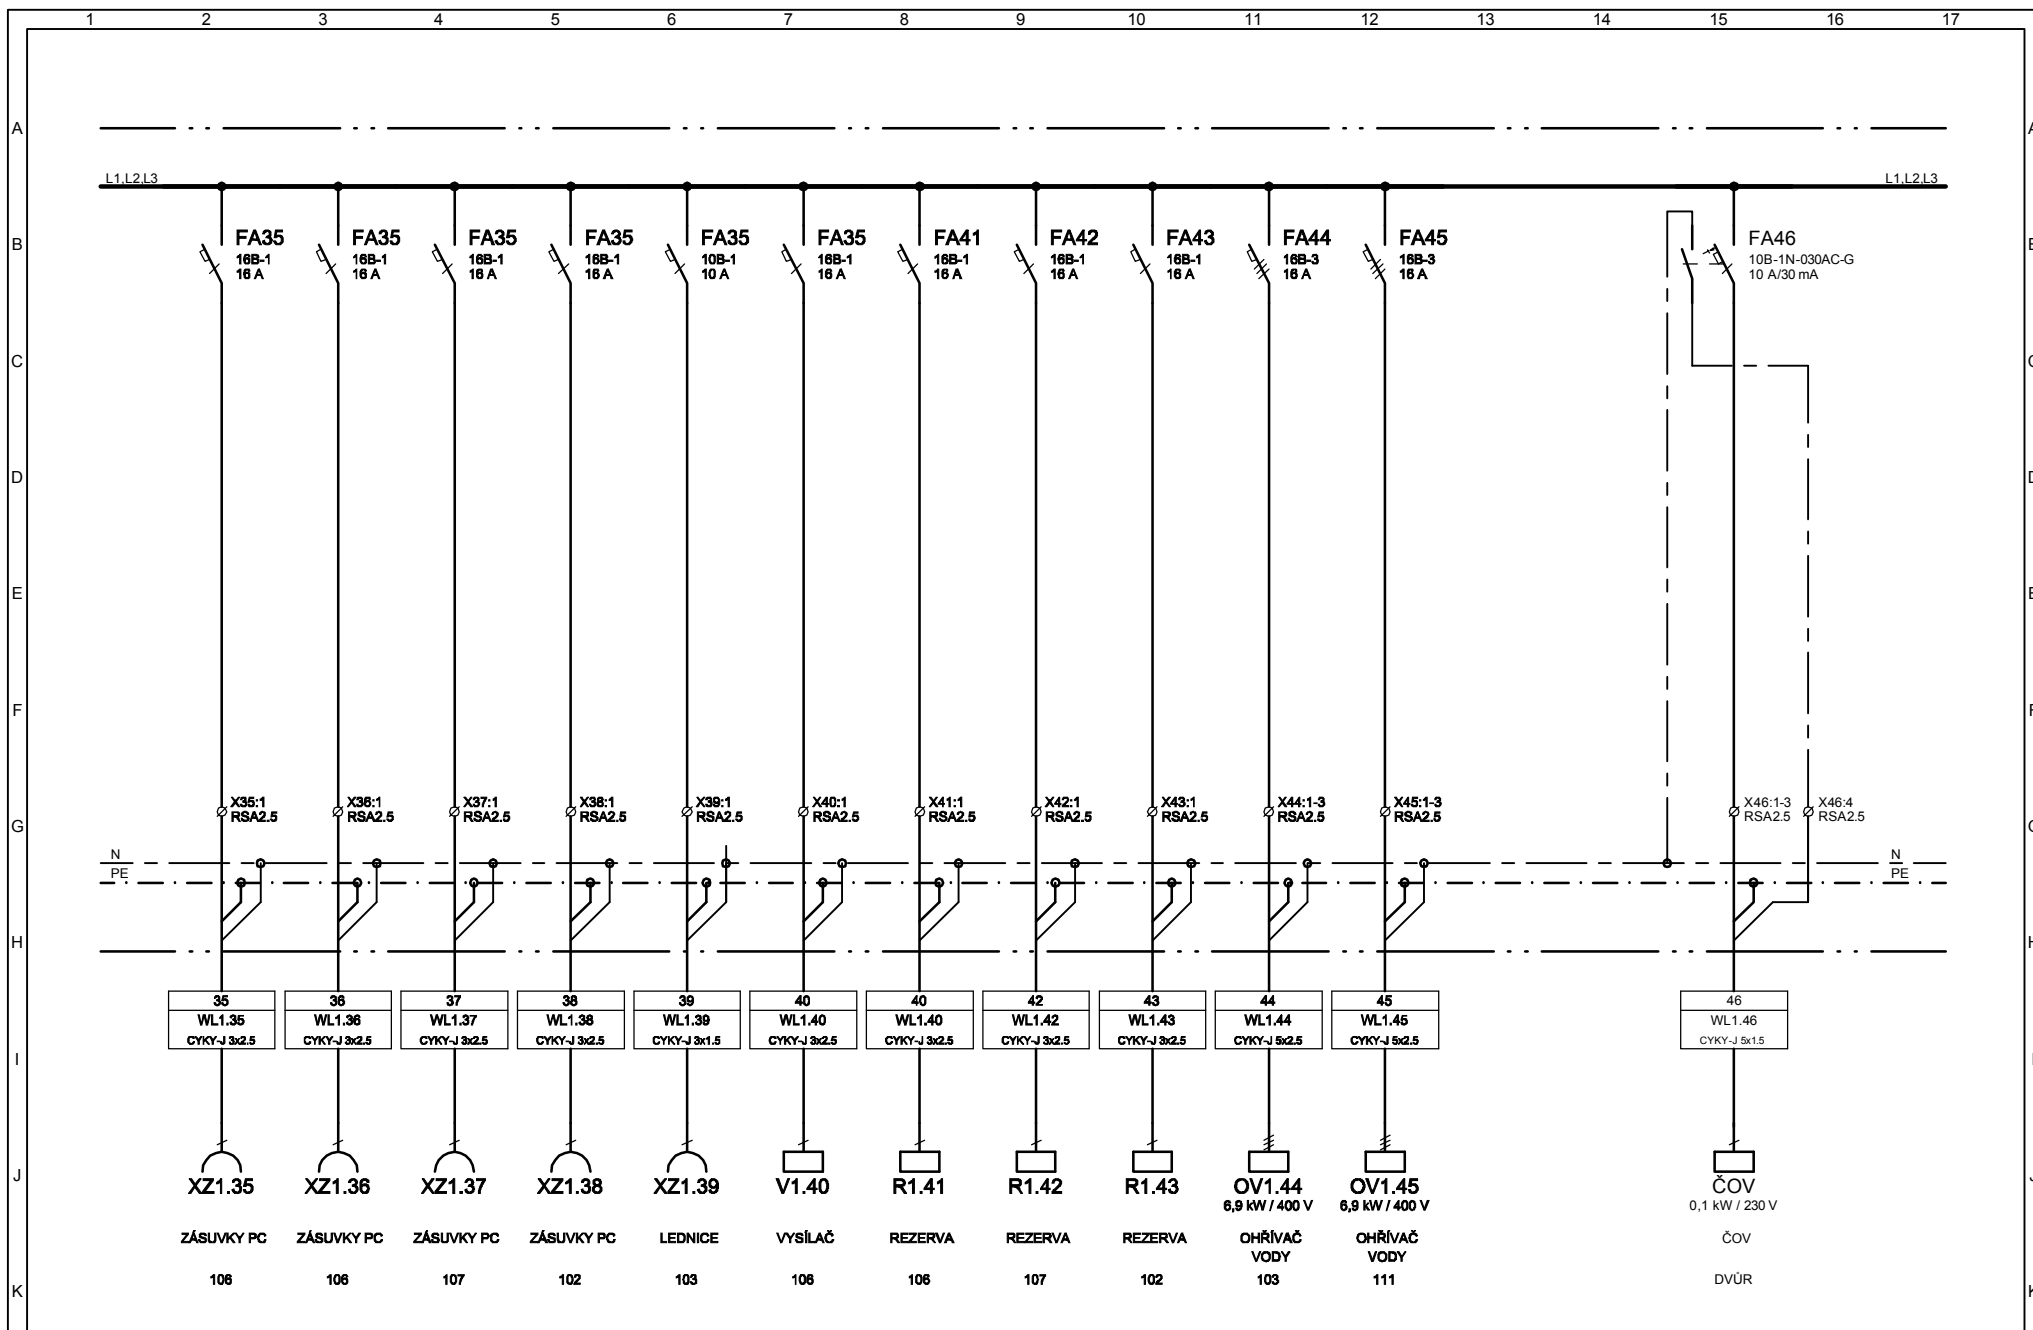 1 2 3 4 5 6 7 8 9 10 11 12 13 14 15 16 17
A A
L1,L2,L3 L1,L2,L3
B FA35 FA35 FA35 FA35 FA35 FA35 FA41 FA42 FA43 FA44 FA45 FA46
16B-1 16B-1 16B-1 16B-1 10B-1 16B-1 16B-1 16B-1 16B-1 16B-3 16B-3 10B-1N-030AC-G
16 A 16 A 16 A 16 A 10 A 16 A 16 A 16 A 16 A 16 A 16 A 10 A/30 mA
C
D
E
F
X35:1 X36:1 X37:1 X38:1 X39:1 X40:1 X41:1 X42:1 X43:1 X44:1-3 X45:1-3 X46:1-3 X46:4
RSA2.5 RSA2.5 RSA2.5 RSA2.5 RSA2.5 RSA2.5 RSA2.5 RSA2.5 RSA2.5 RSA2.5 RSA2.5 RSA2.5 RSA2.5
G
N N
PE PE
H
35 36 37 38 39 40 40 42 43 44 45 46
WL1.35 WL1.36 WL1.37 WL1.38 WL1.39 WL1.40 WL1.40 WL1.42 WL1.43 WL1.44 WL1.45 WL1.46
CYKY-J 3x2.5 CYKY-J 3x2.5 CYKY-J 3x2.5 CYKY-J 3x2.5 CYKY-J 3x1.5 CYKY-J 3x2.5 CYKY-J 3x2.5 CYKY-J 3x2.5 CYKY-J 3x2.5 CYKY-J 5x2.5 CYKY-J 5x2.5 CYKY-J 5x1.5
I
J XZ1.35 XZ1.36 XZ1.37 XZ1.38 XZ1.39 V1.40 R1.41 R1.42 R1.43 OV1.44 OV1.45 ČOV
6,9 kW / 400 V 6,9 kW / 400 V 0,1 kW / 230 V
ZÁSUVKY PC ZÁSUVKY PC ZÁSUVKY PC ZÁSUVKY PC LEDNICE VYSÍLAČ REZERVA REZERVA REZERVA OHŘÍVAČ OHŘÍVAČ ČOV
VODY VODY
106 106 107 102 103 106 106 107 102 103 111 DVŮR
K